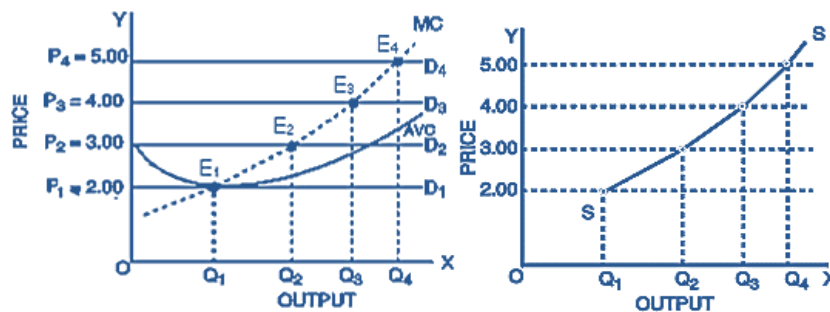 Y
MC
P4 = 5.00
E4
D4
P3 = 4.00
E3
D3
AVC
P2 = 3.00
E2
D2
P1 = 2.00
E1
D1
PRICE
O
Q1 Q2 Q3 Q4
X
OUTPUT
Y
S
5.00
4.00
3.00
2.00
PRICE
S
O
Q1 Q2 Q3 Q4 X
OUTPUT